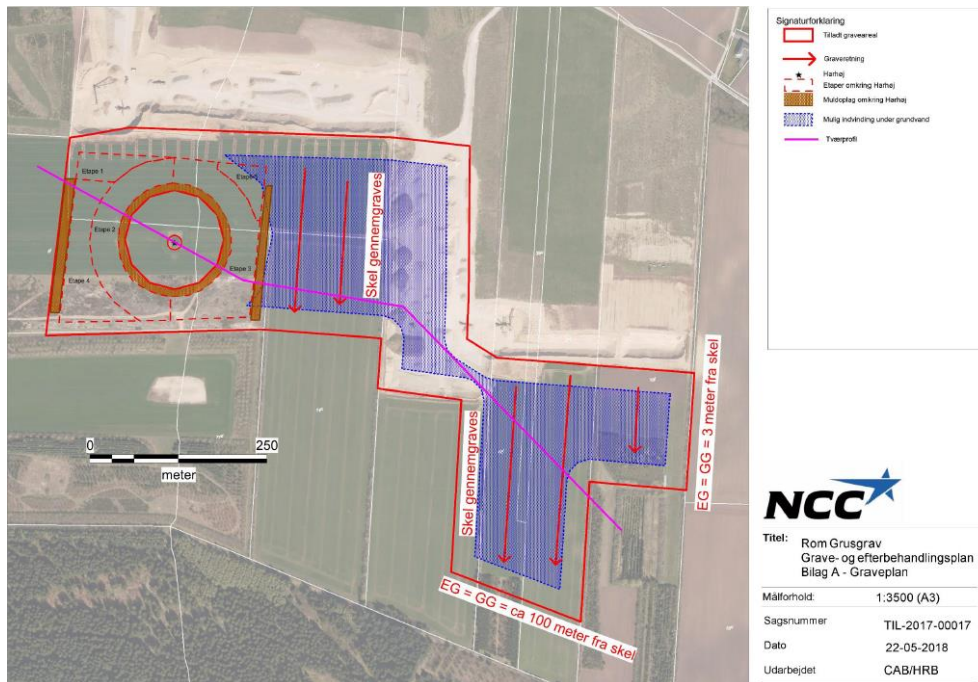 Signaturforklaring
Tilladt graveareal
Graveretning
Harhøj
Etaper omkring Harhøj
Muldoplag omkring Harhøj
Mulig indvinding under grundvand
Tværprofil
Etape 1
Etape 2
Etape 3
Etape 4
Skel gennemgraves
Skel gennemgraves
EG = GG = 3 meter fra skel
EG = GG = ca 100 meter fra skel
0
250
meter
NCC
Titel: Rom Grusgrav
Grave- og efterbehandlingsplan
Bilag A - Graveplan
Målforhold: 1:3500 (A3)
Sagsnummer TIL-2017-00017
Dato 22-05-2018
Udarbejdet CAB/HRB